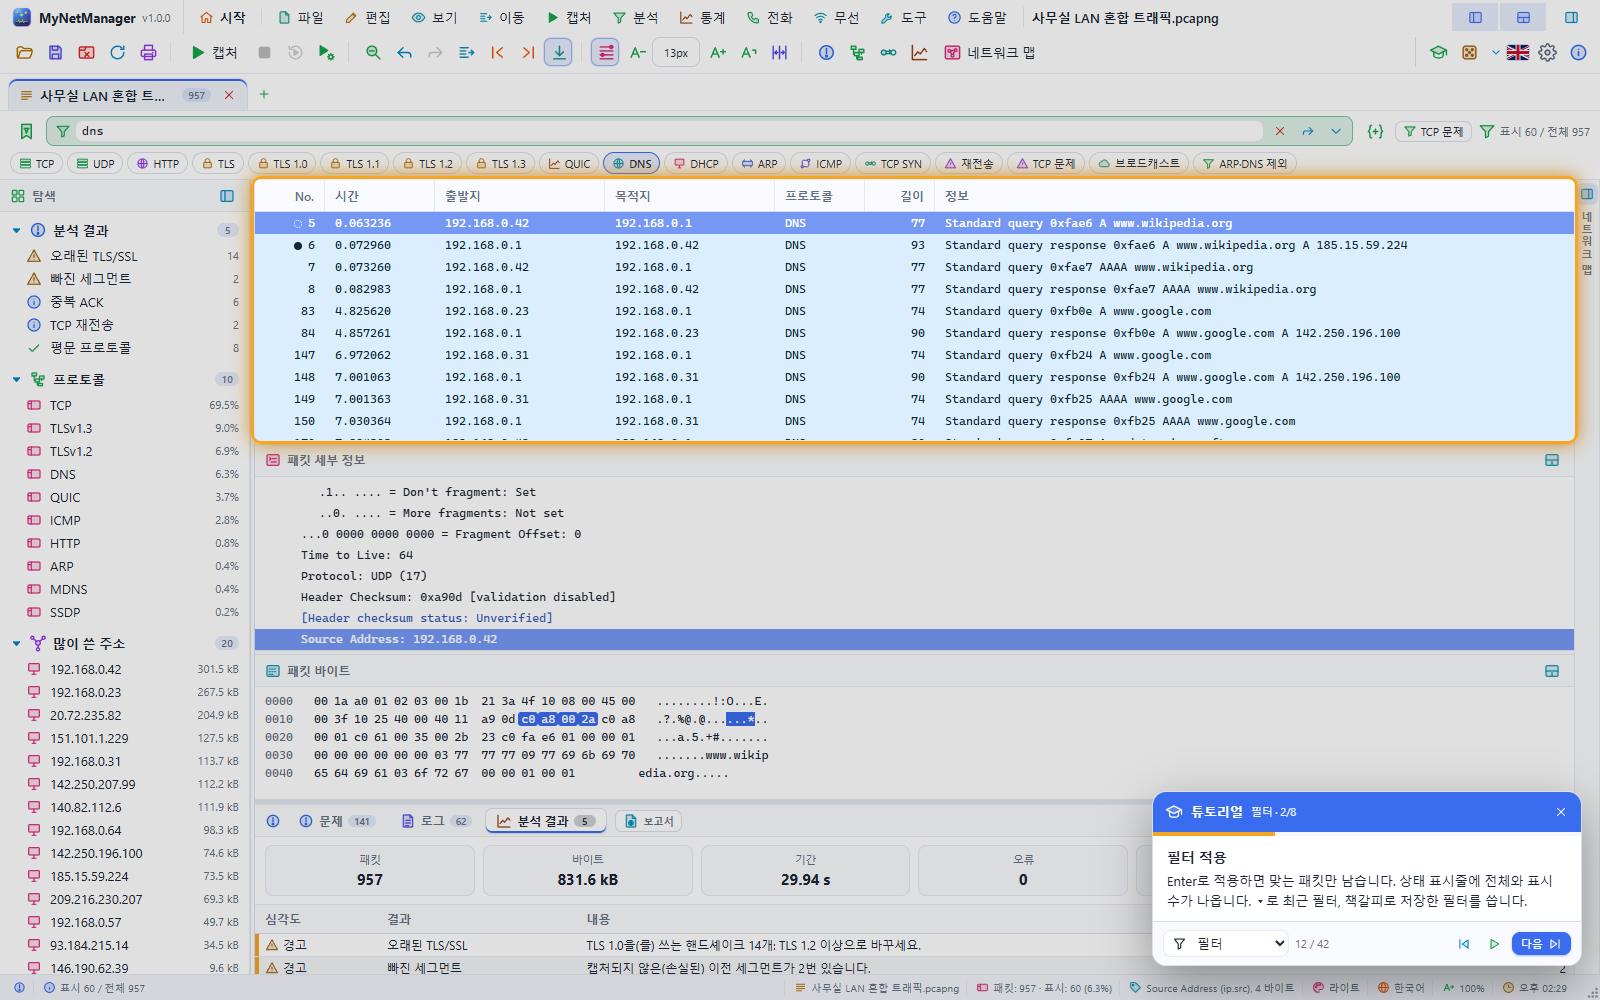 MyNetManager v1.0.0 시작 파일 편집 보기 이동 캡처 분석 통계 전화 무선 도구 도움말 사무실 LAN 혼합 트래픽.pcapng
캡처 A- 13px A+ 네트워크 맵
사무실 LAN 혼합 트... 957
dns
TCP 문제 표시 60 / 전체 957
TCP UDP HTTP TLS TLS 1.0 TLS 1.1 TLS 1.2 TLS 1.3 QUIC DNS DHCP ARP ICMP TCP SYN 재전송 TCP 문제 브로드캐스트 ARP·DNS 제외
탐색
분석 결과 5
오래된 TLS/SSL 14
빠진 세그먼트 2
중복 ACK 6
TCP 재전송 2
평문 프로토콜 8
프로토콜 10
TCP 69.5%
TLSv1.3 9.0%
TLSv1.2 6.9%
DNS 6.3%
QUIC 3.7%
ICMP 2.8%
HTTP 0.8%
ARP 0.4%
MDNS 0.4%
SSDP 0.2%
많이 쓴 주소 20
192.168.0.42 301.5 kB
192.168.0.23 267.5 kB
20.72.235.82 204.9 kB
151.101.1.229 127.5 kB
192.168.0.31 113.7 kB
142.250.207.99 112.2 kB
140.82.112.6 111.9 kB
192.168.0.64 98.3 kB
142.250.196.100 74.6 kB
185.15.59.224 73.5 kB
209.216.230.207 69.3 kB
192.168.0.57 49.7 kB
93.184.215.14 34.5 kB
146.190.62.39 9.6 kB
No. 시간 출발지 목적지 프로토콜 길이 정보
5 0.063236 192.168.0.42 192.168.0.1 DNS 77 Standard query 0xfae6 A www.wikipedia.org
6 0.072960 192.168.0.1 192.168.0.42 DNS 93 Standard query response 0xfae6 A www.wikipedia.org A 185.15.59.224
7 0.073260 192.168.0.42 192.168.0.1 DNS 77 Standard query 0xfae7 AAAA www.wikipedia.org
8 0.082983 192.168.0.1 192.168.0.42 DNS 77 Standard query response 0xfae7 AAAA www.wikipedia.org
83 4.825620 192.168.0.23 192.168.0.1 DNS 74 Standard query 0xfb0e A www.google.com
84 4.857261 192.168.0.1 192.168.0.23 DNS 90 Standard query response 0xfb0e A www.google.com A 142.250.196.100
147 6.972062 192.168.0.31 192.168.0.1 DNS 74 Standard query 0xfb24 A www.google.com
148 7.001063 192.168.0.1 192.168.0.31 DNS 90 Standard query response 0xfb24 A www.google.com A 142.250.196.100
149 7.001363 192.168.0.31 192.168.0.1 DNS 74 Standard query 0xfb25 AAAA www.google.com
150 7.030364 192.168.0.1 192.168.0.31 DNS 74 Standard query response 0xfb25 AAAA www.google.com
네트워크 맵
패킷 세부 정보
.1.. .... = Don't fragment: Set
..0. .... = More fragments: Not set
...0 0000 0000 0000 = Fragment Offset: 0
Time to Live: 64
Protocol: UDP (17)
Header Checksum: 0xa90d [validation disabled]
[Header checksum status: Unverified]
Source Address: 192.168.0.42
패킷 바이트
0000 00 1a a0 01 02 03 00 1b 21 3a 4f 10 08 00 45 00 ........!:O...E.
0010 00 3f 10 25 40 00 40 11 a9 0d c0 a8 00 2a c0 a8 .?.%@.@......*..
0020 00 01 c0 61 00 35 00 2b 23 c0 fa e6 01 00 00 01 ...a.5.+#.......
0030 00 00 00 00 00 00 03 77 77 77 09 77 69 6b 69 70 .......www.wikip
0040 65 64 69 61 03 6f 72 67 00 00 01 00 01 edia.org.....
문제 141 로그 62 분석 결과 5 보고서
패킷 바이트 기간 오류
957 831.6 kB 29.94 s 0
심각도 결과 내용
경고 오래된 TLS/SSL TLS 1.0을(를) 쓰는 핸드셰이크 14개: TLS 1.2 이상으로 바꾸세요.
경고 빠진 세그먼트 캡처되지 않은(손실된) 이전 세그먼트가 2번 있습니다. 2
튜토리얼 필터 · 2/8
필터 적용
Enter로 적용하면 맞는 패킷만 남습니다. 상태 표시줄에 전체와 표시
수가 나옵니다. ▾로 최근 필터, 책갈피로 저장한 필터를 씁니다.
필터 12 / 42 다음
표시 60 / 전체 957 사무실 LAN 혼합 트래픽.pcapng 패킷: 957 · 표시: 60 (6.3%) Source Address (ip.src), 4 바이트 라이트 한국어 100% 오후 02:29